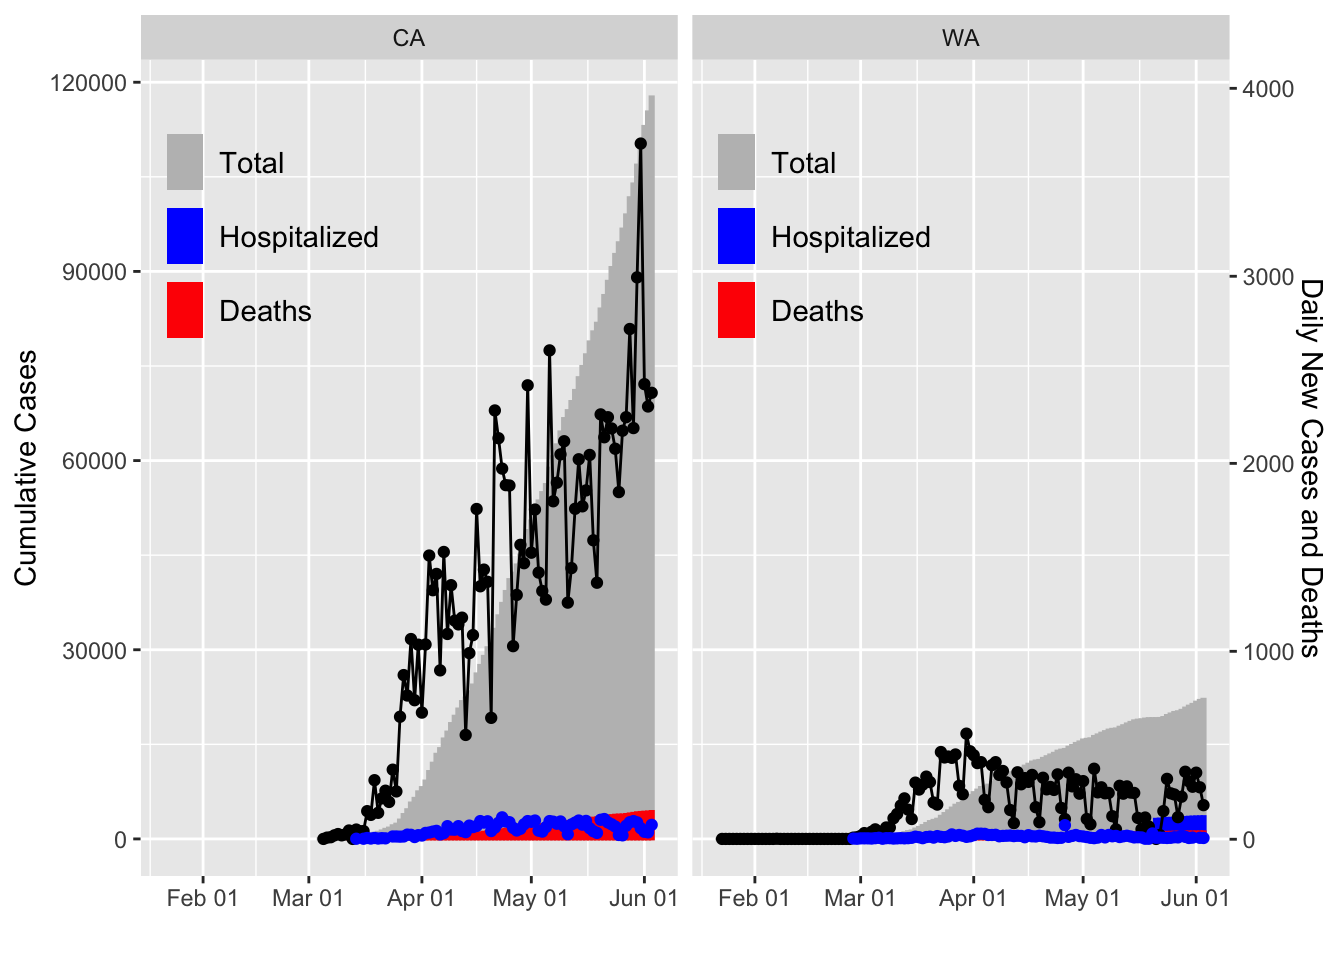 CA
WA
120000
90000
60000
30000
0
Cumulative Cases
Total
Hospitalized
Deaths
Total
Hospitalized
Deaths
4000
3000
2000
1000
0
Daily New Cases and Deaths
Feb 01 Mar 01 Apr 01 May 01 Jun 01
Feb 01 Mar 01 Apr 01 May 01 Jun 01